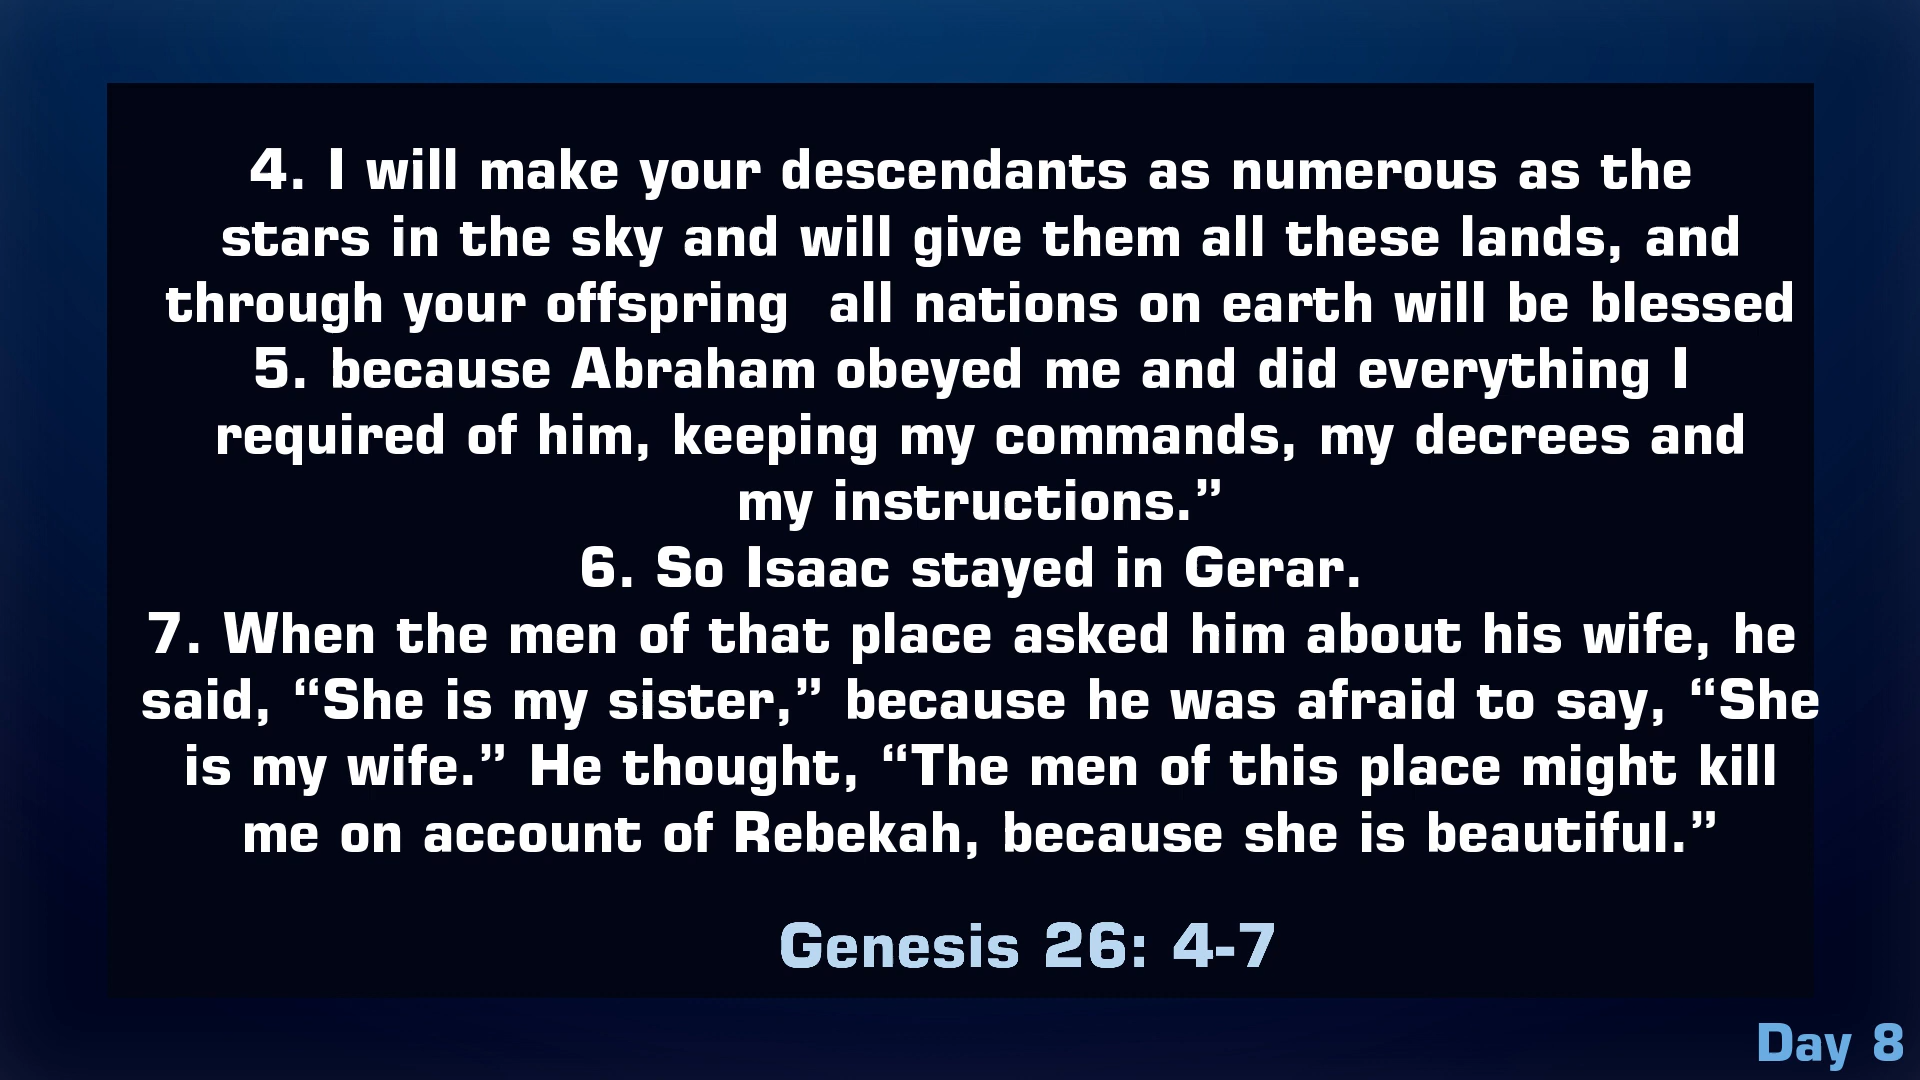 4. I will make your descendants as numerous as the
stars in the sky and will give them all these lands, and
through your offspring  all nations on earth will be blessed
5. because Abraham obeyed me and did everything I
required of him, keeping my commands, my decrees and
my instructions.”
6. So Isaac stayed in Gerar.
7. When the men of that place asked him about his wife, he
said, “She is my sister,” because he was afraid to say, “She
is my wife.” He thought, “The men of this place might kill
me on account of Rebekah, because she is beautiful.”
Genesis 26: 4-7
Day 8